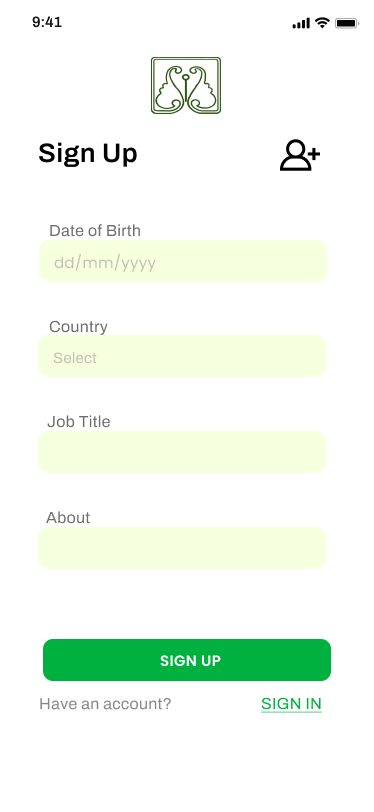 9:41
Sign Up
Date of Birth
dd/mm/yyyy
Country
Select
Job Title
About
SIGN UP
Have an account? SIGN IN